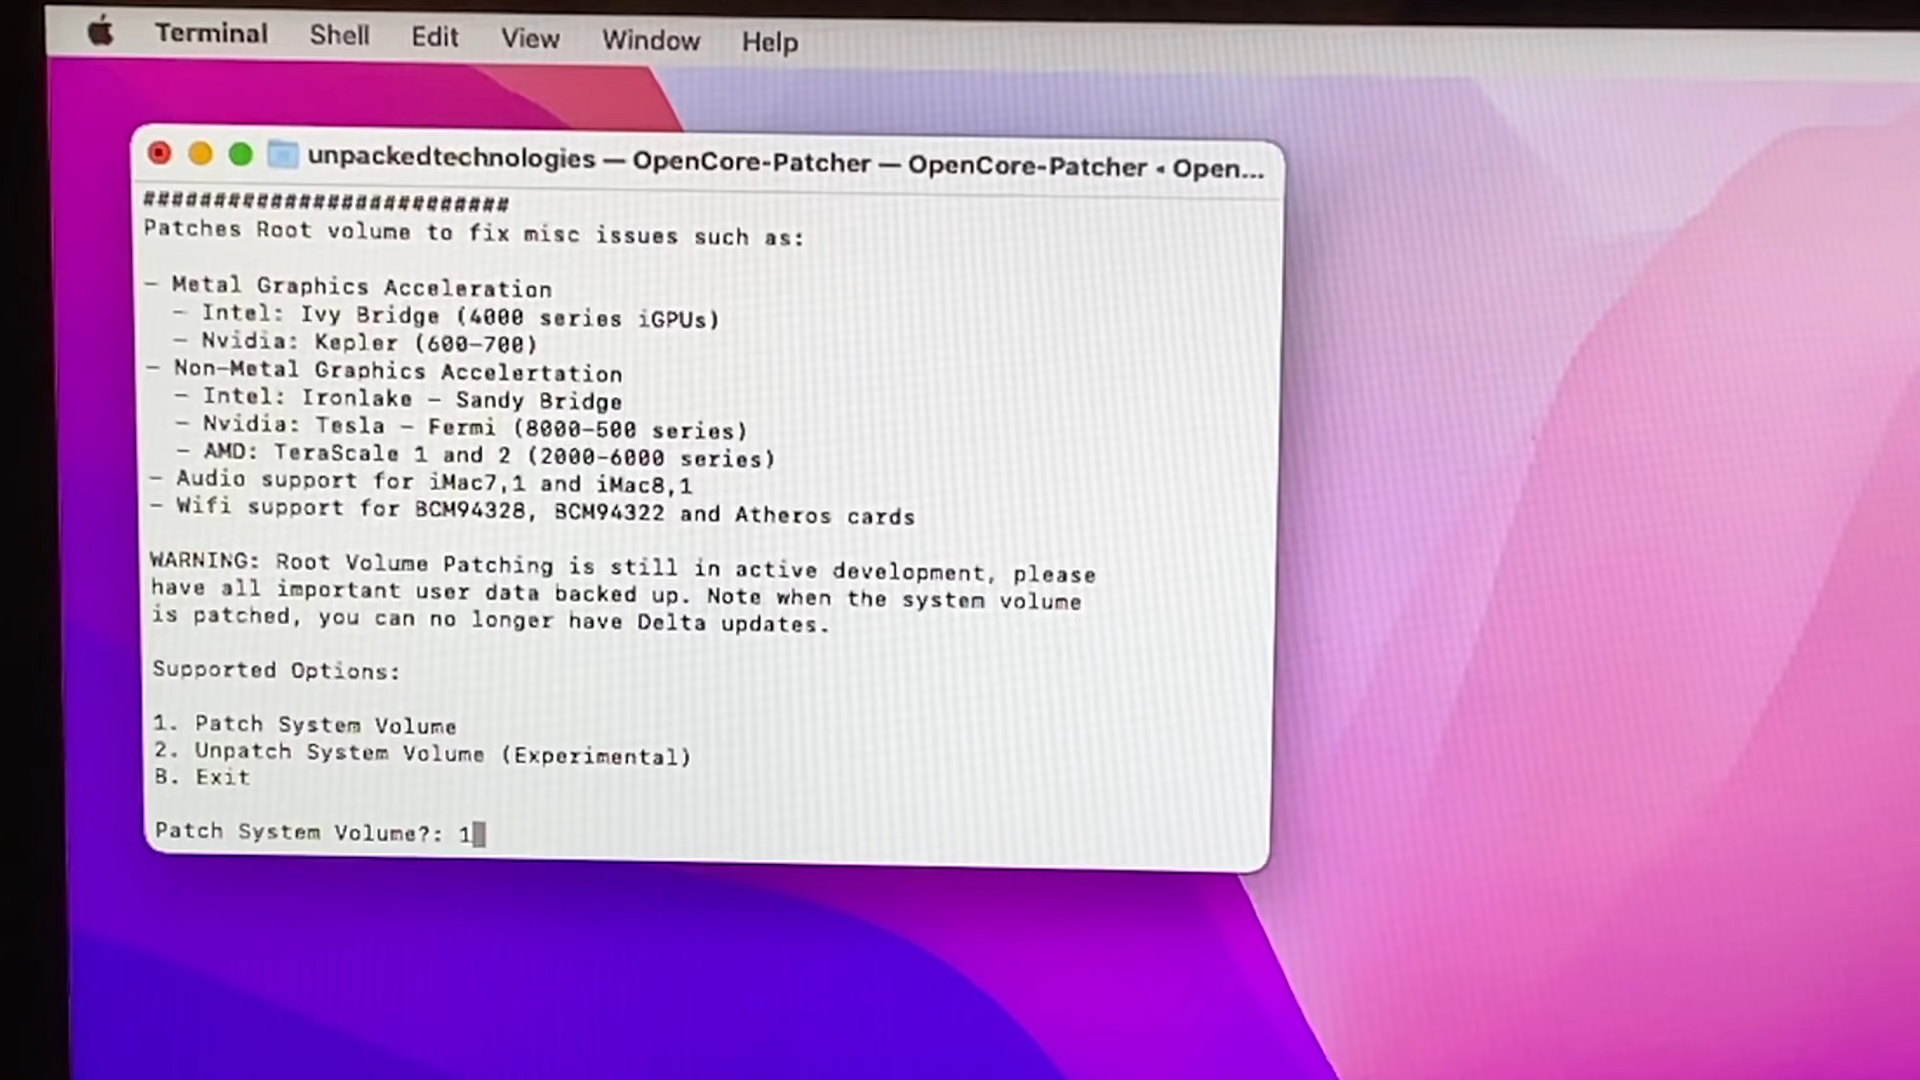 Terminal Shell Edit View Window Help
unpackedtechnologies — OpenCore-Patcher — OpenCore-Patcher ◂ Open...
##########################
Patches Root volume to fix misc issues such as:
- Metal Graphics Acceleration
- Intel: Ivy Bridge (4000 series iGPUs)
- Nvidia: Kepler (600-700)
- Non-Metal Graphics Accelertation
- Intel: Ironlake - Sandy Bridge
- Nvidia: Tesla - Fermi (8000-500 series)
- AMD: TeraScale 1 and 2 (2000-6000 series)
- Audio support for iMac7,1 and iMac8,1
- Wifi support for BCM94328, BCM94322 and Atheros cards
WARNING: Root Volume Patching is still in active development, please
have all important user data backed up. Note when the system volume
is patched, you can no longer have Delta updates.
Supported Options:
1. Patch System Volume
2. Unpatch System Volume (Experimental)
B. Exit
Patch System Volume?: 1